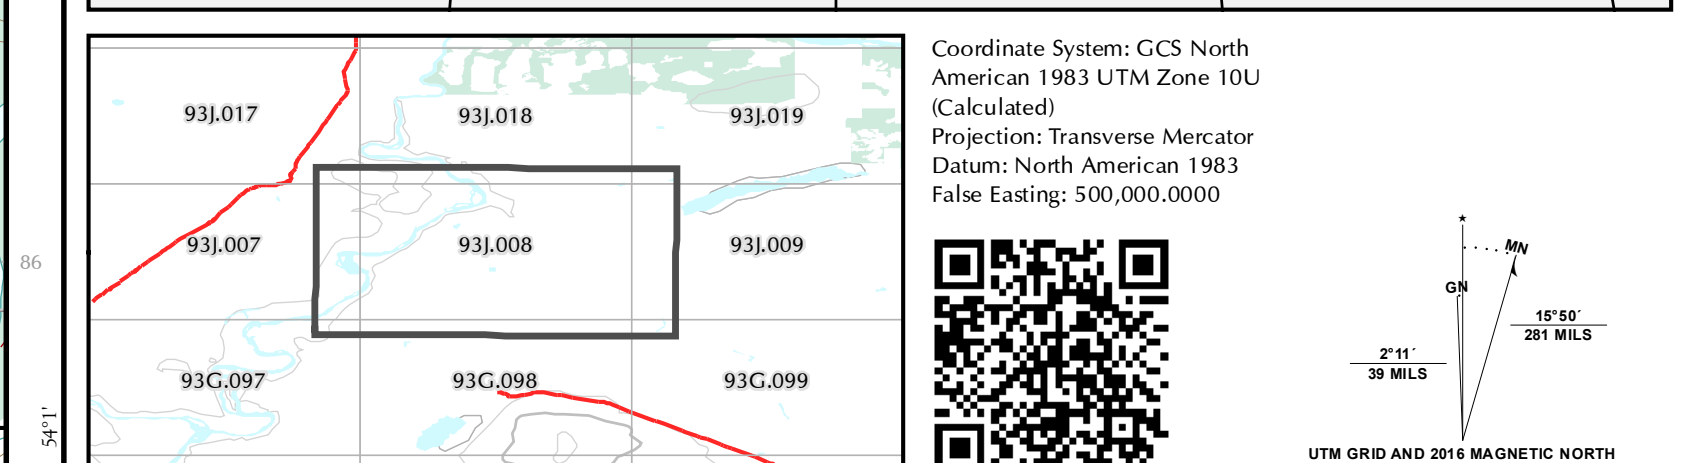 93J.017
93J.018
93J.019
93J.007
93J.008
93J.009
93G.097
93G.098
93G.099
86
54°1'
Coordinate System: GCS North
American 1983 UTM Zone 10U
(Calculated)
Projection: Transverse Mercator
Datum: North American 1983
False Easting: 500,000.0000
MN
GN
15°50´
281 MILS
2°11´
39 MILS
UTM GRID AND 2016 MAGNETIC NORTH